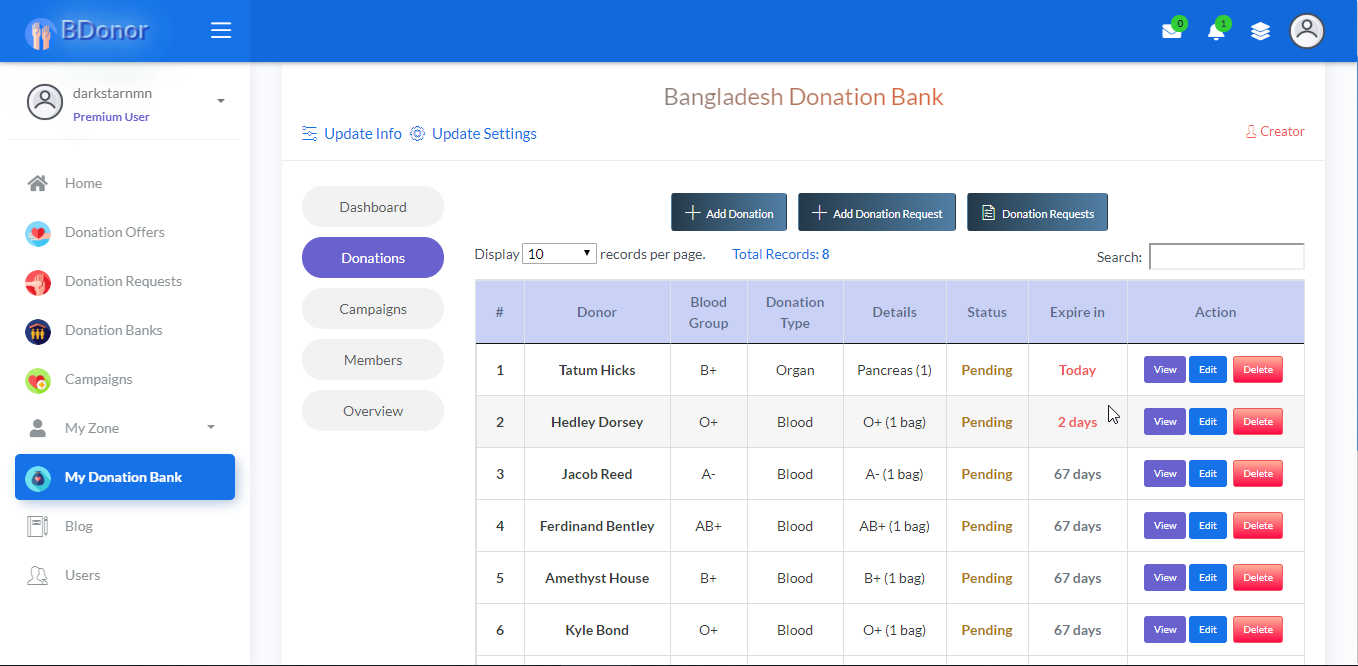 BDonor
0
1
darkstarnmn
Premium User
Home
Donation Offers
Donation Requests
Donation Banks
Campaigns
My Zone
My Donation Bank
Blog
Users
Bangladesh Donation Bank
Update Info Update Settings
Creator
Dashboard
Donations
Campaigns
Members
Overview
Add Donation Add Donation Request Donation Requests
Display 10 records per page. Total Records: 8
Search:
# Donor Blood Group Donation Type Details Status Expire in Action
1 Tatum Hicks B+ Organ Pancreas (1) Pending Today View Edit Delete
2 Hedley Dorsey O+ Blood O+ (1 bag) Pending 2 days View Edit Delete
3 Jacob Reed A- Blood A- (1 bag) Pending 67 days View Edit Delete
4 Ferdinand Bentley AB+ Blood AB+ (1 bag) Pending 67 days View Edit Delete
5 Amethyst House B+ Blood B+ (1 bag) Pending 67 days View Edit Delete
6 Kyle Bond O+ Blood O+ (1 bag) Pending 67 days View Edit Delete